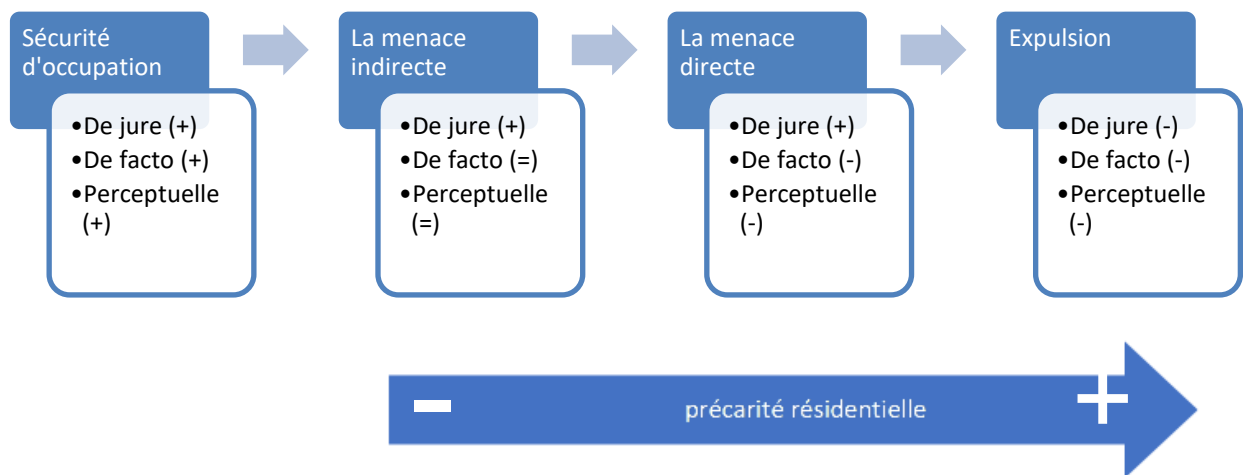 Sécurité
d'occupation
•De jure (+)
•De facto (+)
•Perceptuelle
(+)
La menace
indirecte
•De jure (+)
•De facto (=)
•Perceptuelle
(=)
La menace
directe
•De jure (+)
•De facto (-)
•Perceptuelle
(-)
Expulsion
•De jure (-)
•De facto (-)
•Perceptuelle
(-)
− précarité résidentielle +